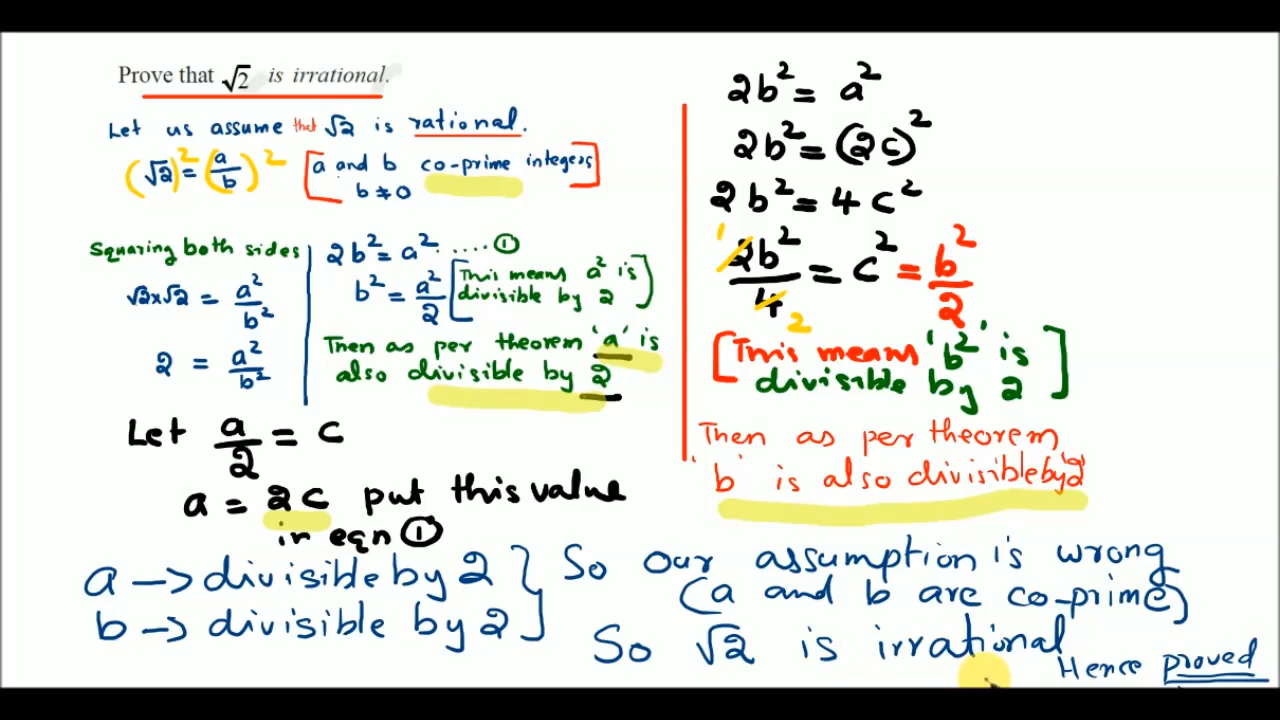 Prove that √2 is irrational.
Let us assume that √2 is rational.
(√2)² = (a/b)² [a and b co-prime integers
b ≠ 0]
Squaring both sides
√2x√2 = a²/b²
2 = a²/b²
2b² = a² ....①
b² = a²/2 [This means a² is
divisible by 2]
Then as per theorem 'a' is
also divisible by 2
Let a/2 = c
a = 2c put this value
in eqn ①
2b² = a²
2b² = (2c)²
2b² = 4c²
1 2b²/4 2 = c² = b²/2
[This means 'b²' is
divisible by 2]
Then as per theorem
'b' is also divisible by '2'
a → divisible by 2
b → divisible by 2
} So our assumption is wrong
(a and b are co-prime)
So √2 is irrational
Hence proved